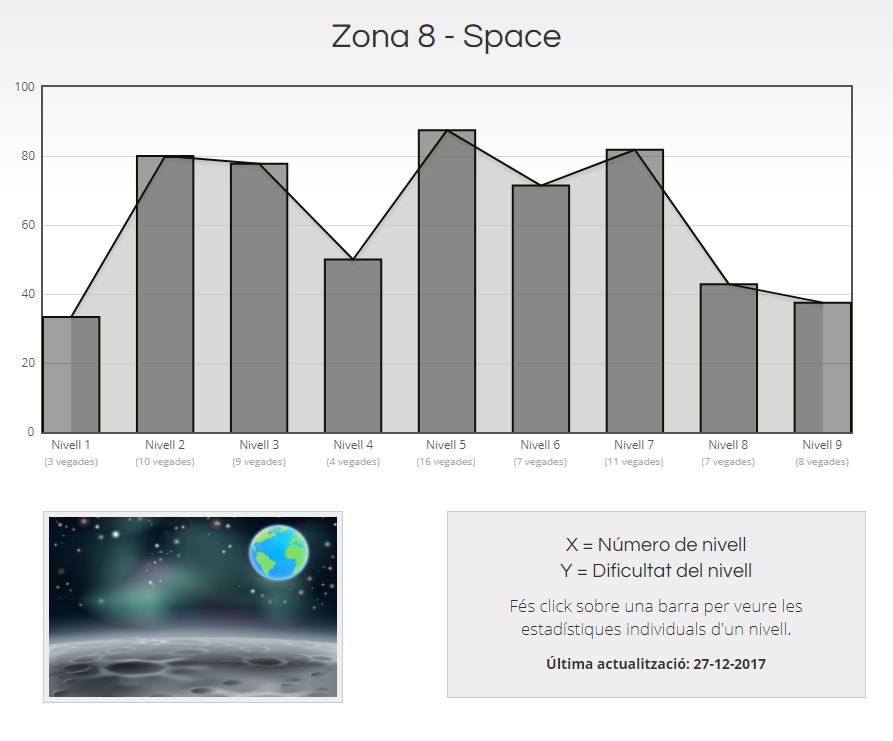 Zona 8 - Space
100
80
60
40
20
0
Nivell 1 Nivell 2 Nivell 3 Nivell 4 Nivell 5 Nivell 6 Nivell 7 Nivell 8 Nivell 9
(3 vegades) (10 vegades) (9 vegades) (4 vegades) (16 vegades) (7 vegades) (11 vegades) (7 vegades) (8 vegades)
X = Número de nivell
Y = Dificultat del nivell
Fés click sobre una barra per veure les
estadístiques individuals d'un nivell.
Última actualització: 27-12-2017